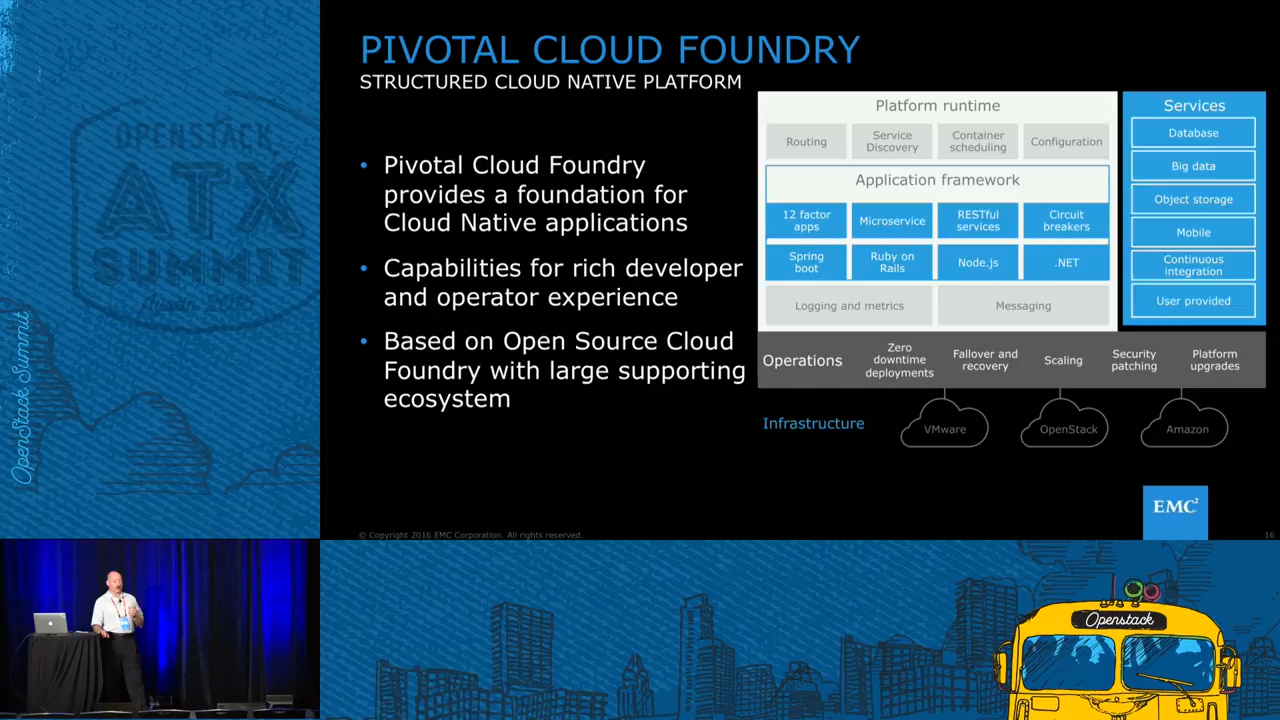 PIVOTAL CLOUD FOUNDRY
STRUCTURED CLOUD NATIVE PLATFORM
• Pivotal Cloud Foundry
provides a foundation for
Cloud Native applications
• Capabilities for rich developer
and operator experience
• Based on Open Source Cloud
Foundry with large supporting
ecosystem
Platform runtime
Routing
Service
Discovery
Container
scheduling
Configuration
Application framework
12 factor
apps
Microservice
RESTful
services
Circuit
breakers
Spring
boot
Ruby on
Rails
Node.js
.NET
Logging and metrics
Messaging
Services
Database
Big data
Object storage
Mobile
Continuous
integration
User provided
Operations
Zero
downtime
deployments
Fallover and
recovery
Scaling
Security
patching
Platform
upgrades
Infrastructure
VMware
OpenStack
Amazon
EMC²
© Copyright 2016 EMC Corporation. All rights reserved.
16
OPENSTACK
ATX
SUMMIT
OpenStack Summit
Openstack